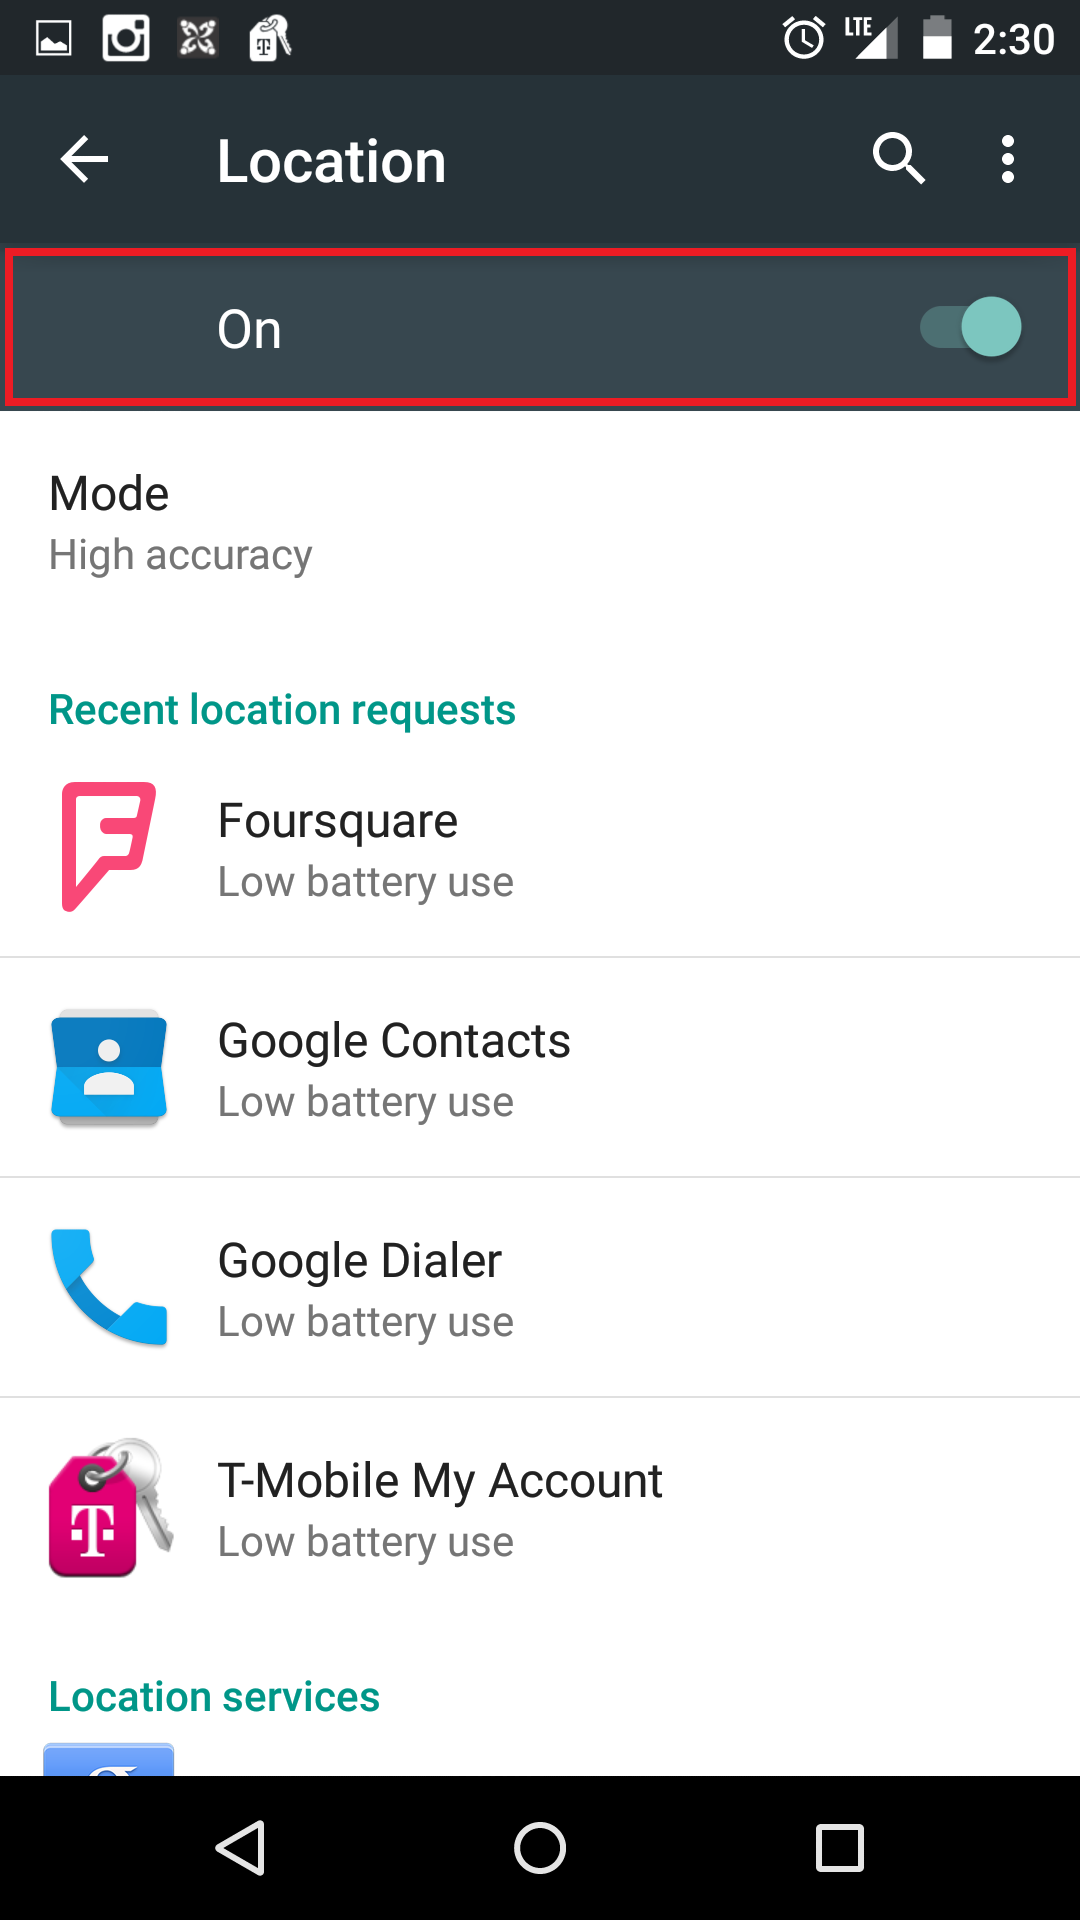 LTE 2:30
Location
On
Mode
High accuracy
Recent location requests
Foursquare
Low battery use
Google Contacts
Low battery use
Google Dialer
Low battery use
T
T-Mobile My Account
Low battery use
Location services